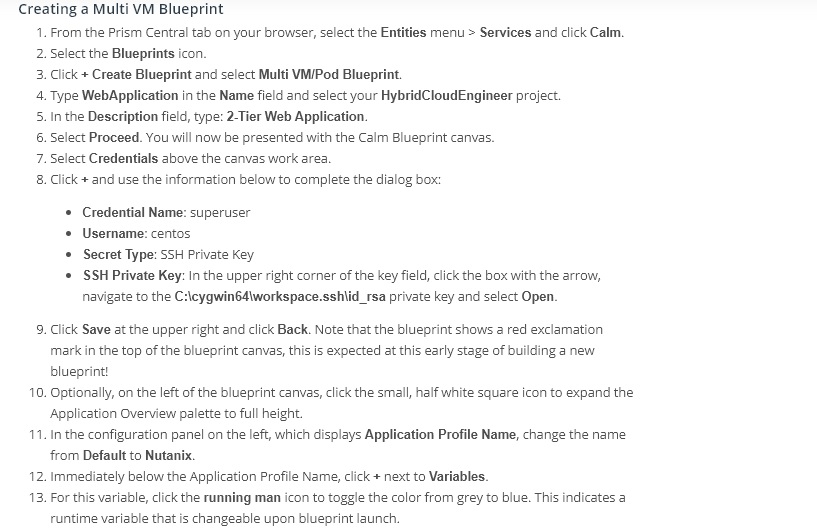 Creating a Multi VM Blueprint
1. From the Prism Central tab on your browser, select the Entities menu > Services and click Calm.
2. Select the Blueprints icon.
3. Click + Create Blueprint and select Multi VM/Pod Blueprint.
4. Type WebApplication in the Name field and select your HybridCloudEngineer project.
5. In the Description field, type: 2-Tier Web Application.
6. Select Proceed. You will now be presented with the Calm Blueprint canvas.
7. Select Credentials above the canvas work area.
8. Click + and use the information below to complete the dialog box:
• Credential Name: superuser
• Username: centos
• Secret Type: SSH Private Key
• SSH Private Key: In the upper right corner of the key field, click the box with the arrow,
navigate to the C:\cygwin64\workspace.ssh\id_rsa private key and select Open.
9. Click Save at the upper right and click Back. Note that the blueprint shows a red exclamation
mark in the top of the blueprint canvas, this is expected at this early stage of building a new
blueprint!
10. Optionally, on the left of the blueprint canvas, click the small, half white square icon to expand the
Application Overview palette to full height.
11. In the configuration panel on the left, which displays Application Profile Name, change the name
from Default to Nutanix.
12. Immediately below the Application Profile Name, click + next to Variables.
13. For this variable, click the running man icon to toggle the color from grey to blue. This indicates a
runtime variable that is changeable upon blueprint launch.